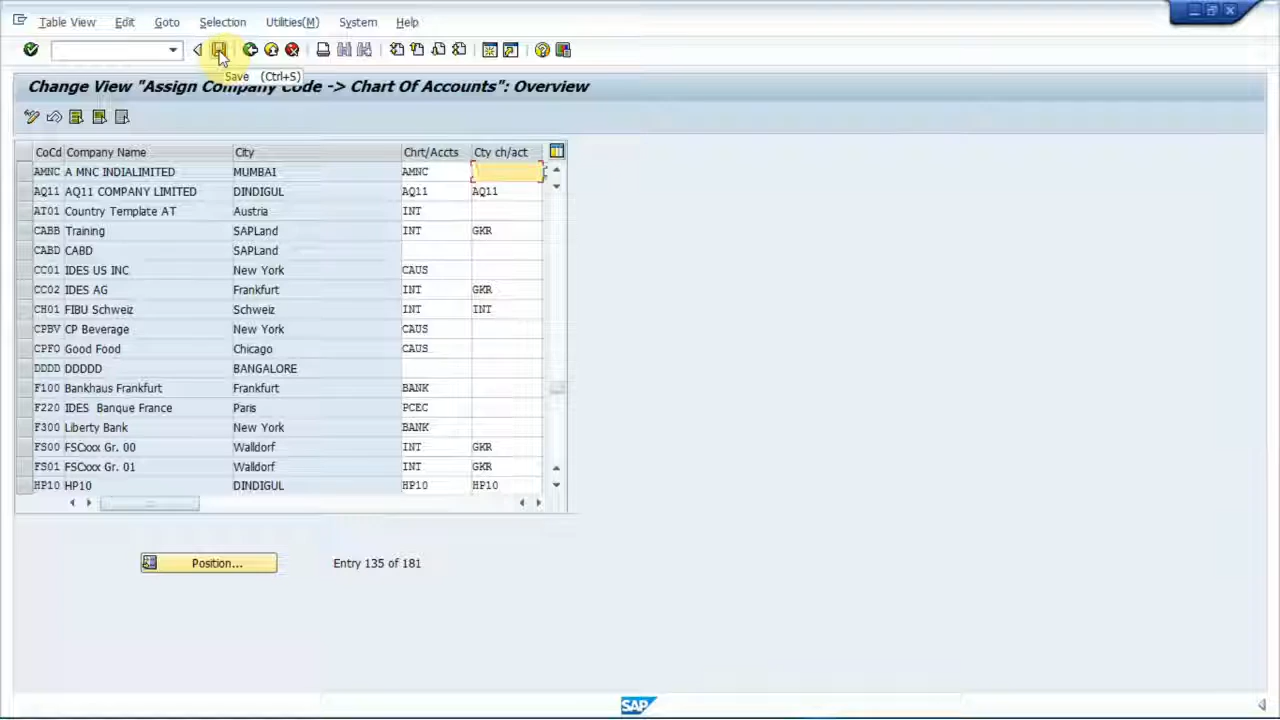 Table View Edit Goto Selection Utilities(M) System Help
Save (Ctrl+S)
Change View "Assign Company Code -> Chart Of Accounts": Overview
CoCd Company Name City Chrt/Accts Cty ch/act
AMNC A MNC INDIALIMITED MUMBAI AMNC
AQ11 AQ11 COMPANY LIMITED DINDIGUL AQ11 AQ11
AT01 Country Template AT Austria INT
CABB Training SAPLand INT GKR
CABD CABD SAPLand
CC01 IDES US INC New York CAUS
CC02 IDES AG Frankfurt INT GKR
CH01 FIBU Schweiz Schweiz INT INT
CPBV CP Beverage New York CAUS
CPFO Good Food Chicago CAUS
DDDD DDDDD BANGALORE
F100 Bankhaus Frankfurt Frankfurt BANK
F220 IDES Banque France Paris PCEC
F300 Liberty Bank New York BANK
FS00 FSCxxx Gr. 00 Walldorf INT GKR
FS01 FSCxxx Gr. 01 Walldorf INT GKR
HP10 HP10 DINDIGUL HP10 HP10
Position... Entry 135 of 181
SAP